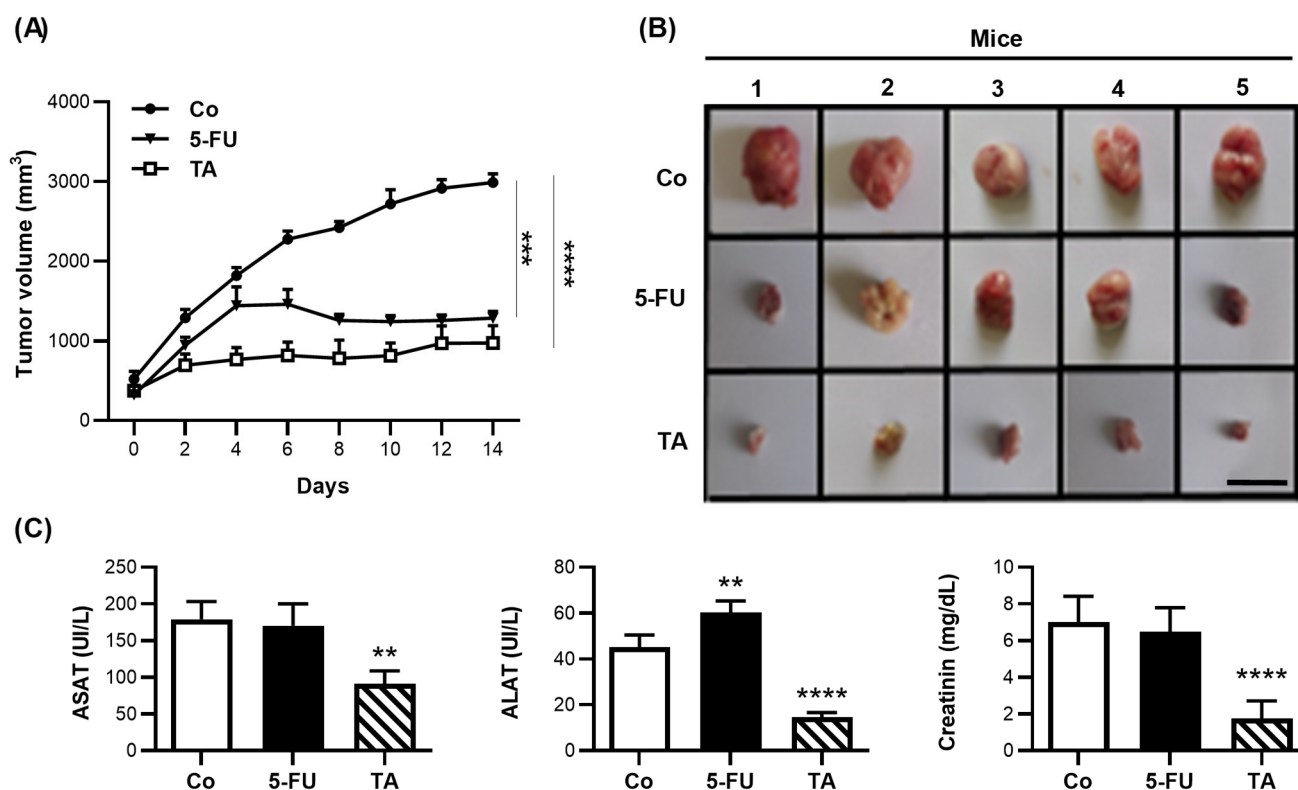 (A)
Co
5-FU
TA
4000
3000
2000
1000
0
Tumor volume (mm³)
0 2 4 6 8 10 12 14
Days
***
****
(B)
Mice
1 2 3 4 5
Co
5-FU
TA
(C)
250
200
150
100
50
0
ASAT (UI/L)
**
Co 5-FU TA
80
60
40
20
0
ALAT (UI/L)
**
****
Co 5-FU TA
10
8
6
4
2
0
Creatinin (mg/dL)
****
Co 5-FU TA